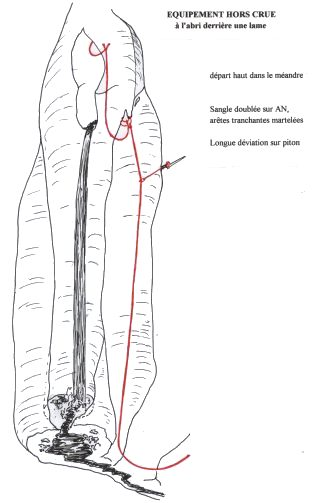 EQUIPEMENT HORS CRUE
à l'abri derrière une lame
départ haut dans le méandre
Sangle doublée sur AN,
arêtes tranchantes martelées
Longue déviation sur piton